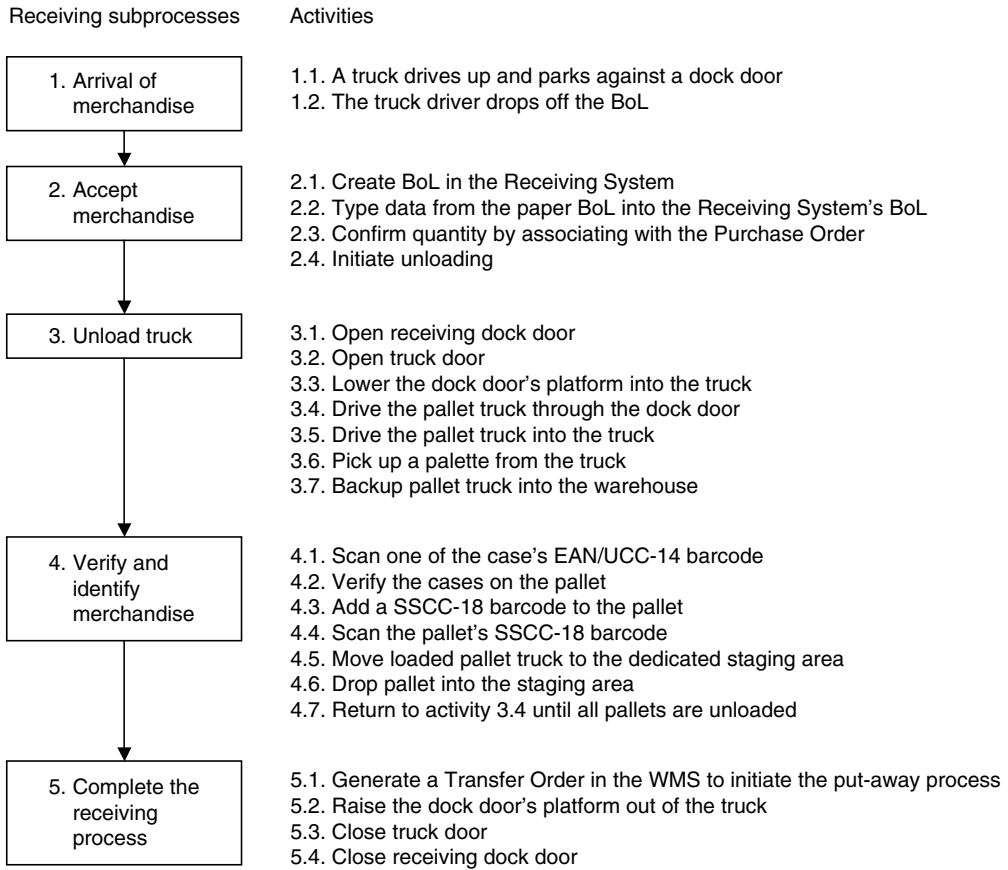 Receiving subprocesses
Activities
1. Arrival of
merchandise
1.1. A truck drives up and parks against a dock door
1.2. The truck driver drops off the BoL
2. Accept
merchandise
2.1. Create BoL in the Receiving System
2.2. Type data from the paper BoL into the Receiving System's BoL
2.3. Confirm quantity by associating with the Purchase Order
2.4. Initiate unloading
3. Unload truck
3.1. Open receiving dock door
3.2. Open truck door
3.3. Lower the dock door's platform into the truck
3.4. Drive the pallet truck through the dock door
3.5. Drive the pallet truck into the truck
3.6. Pick up a palette from the truck
3.7. Backup pallet truck into the warehouse
4. Verify and
identify
merchandise
4.1. Scan one of the case's EAN/UCC-14 barcode
4.2. Verify the cases on the pallet
4.3. Add a SSCC-18 barcode to the pallet
4.4. Scan the pallet's SSCC-18 barcode
4.5. Move loaded pallet truck to the dedicated staging area
4.6. Drop pallet into the staging area
4.7. Return to activity 3.4 until all pallets are unloaded
5. Complete the
receiving
process
5.1. Generate a Transfer Order in the WMS to initiate the put-away process
5.2. Raise the dock door's platform out of the truck
5.3. Close truck door
5.4. Close receiving dock door